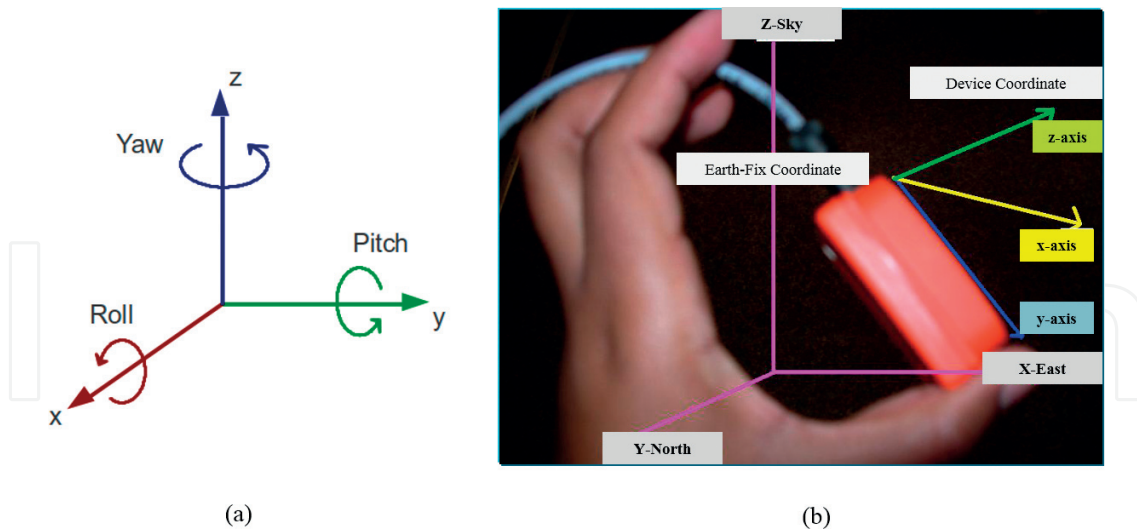 z
Yaw
Pitch
y
Roll
x
(a)
Z-Sky
Device Coordinate
z-axis
Earth-Fix Coordinate
x-axis
y-axis
X-East
Y-North
(b)